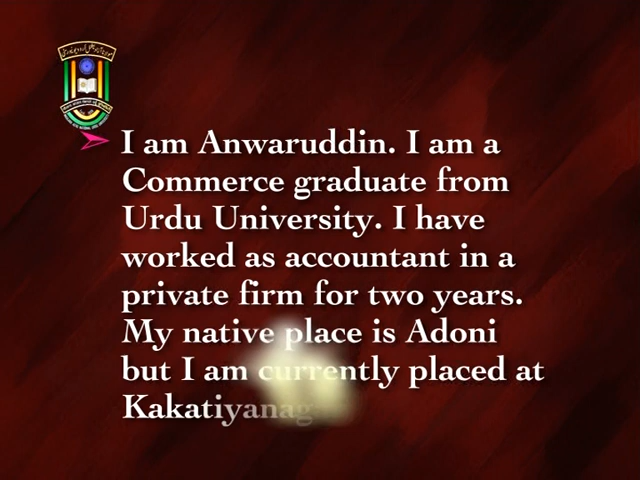 I am Anwaruddin. I am a
Commerce graduate from
Urdu University. I have
worked as accountant in a
private firm for two years.
My native place is Adoni
but I am currently placed at